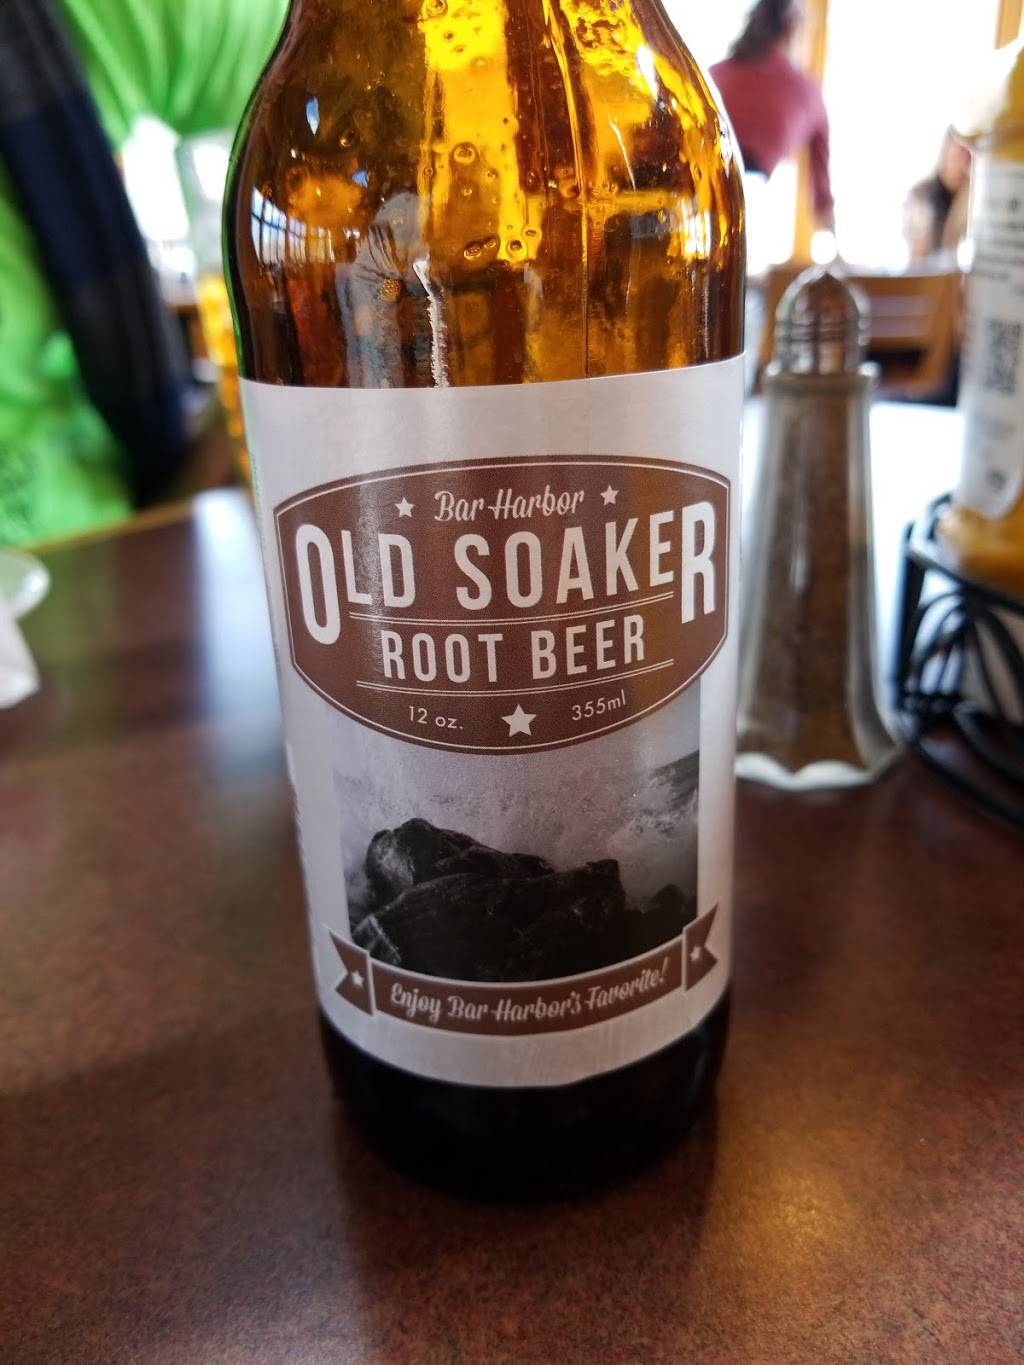 Bar Harbor
OLD SOAKER
ROOT BEER
12 oz. 355ml
Enjoy Bar Harbor's Favorite!